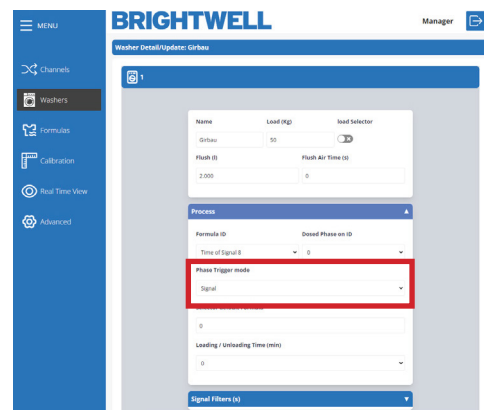 MENU
BRIGHTWELL
Manager
Washer Detail/Update: Girbau
Channels
Washers
Formulas
Calibration
Real Time View
Advanced
1
Name Load (Kg) load Selector
Girbau 50
Flush (l) Flush Air Time (s)
2.000 0
Process
Formula ID Dosed Phase on ID
Time of Signal 8 0
Phase Trigger mode
Signal
0
Loading / Unloading Time (min)
0
Signal Filters (s)